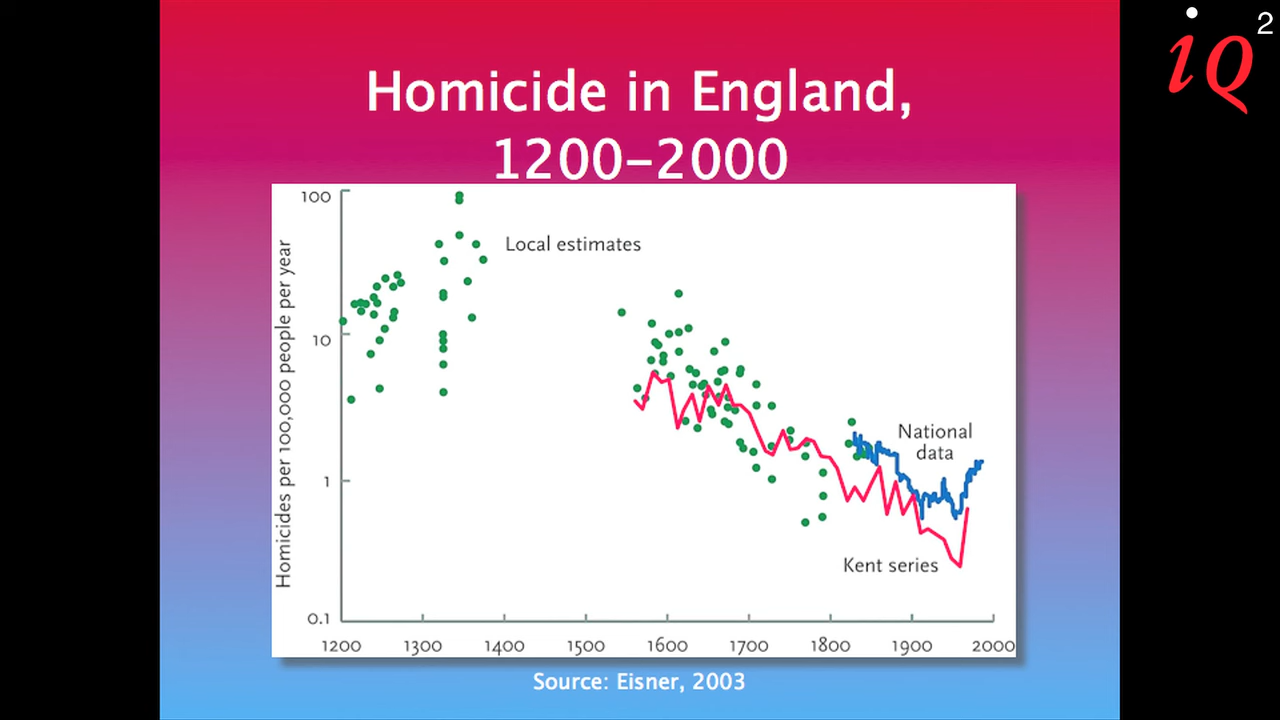 iQ2
Homicide in England,
1200–2000
Homicides per 100,000 people per year
100
10
1
0.1
Local estimates
National
data
Kent series
1200 1300 1400 1500 1600 1700 1800 1900 2000
Source: Eisner, 2003